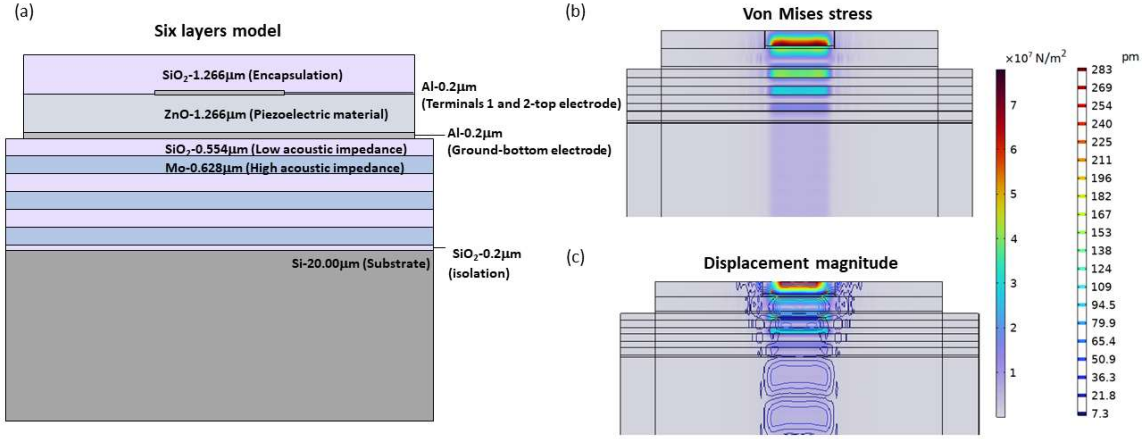 (a)
Six layers model
SiO₂-1.266μm (Encapsulation)
Al-0.2μm
(Terminals 1 and 2-top electrode)
ZnO-1.266μm (Piezoelectric material)
Al-0.2μm
(Ground-bottom electrode)
SiO₂-0.554μm (Low acoustic impedance)
Mo-0.628μm (High acoustic impedance)
SiO₂-0.2μm
(isolation)
Si-20.00μm (Substrate)
(b)
Von Mises stress
(c)
Displacement magnitude
×10⁷ N/m²
7
6
5
4
3
2
1
pm
283
269
254
240
225
211
196
182
167
153
138
124
109
94.5
79.9
65.4
50.9
36.3
21.8
7.3